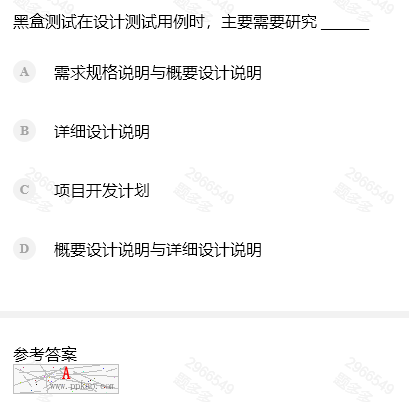 黑盒测试在设计测试用例时，主要需要研究 ______
A 需求规格说明与概要设计说明
B 详细设计说明
C 项目开发计划
D 概要设计说明与详细设计说明
参考答案
A